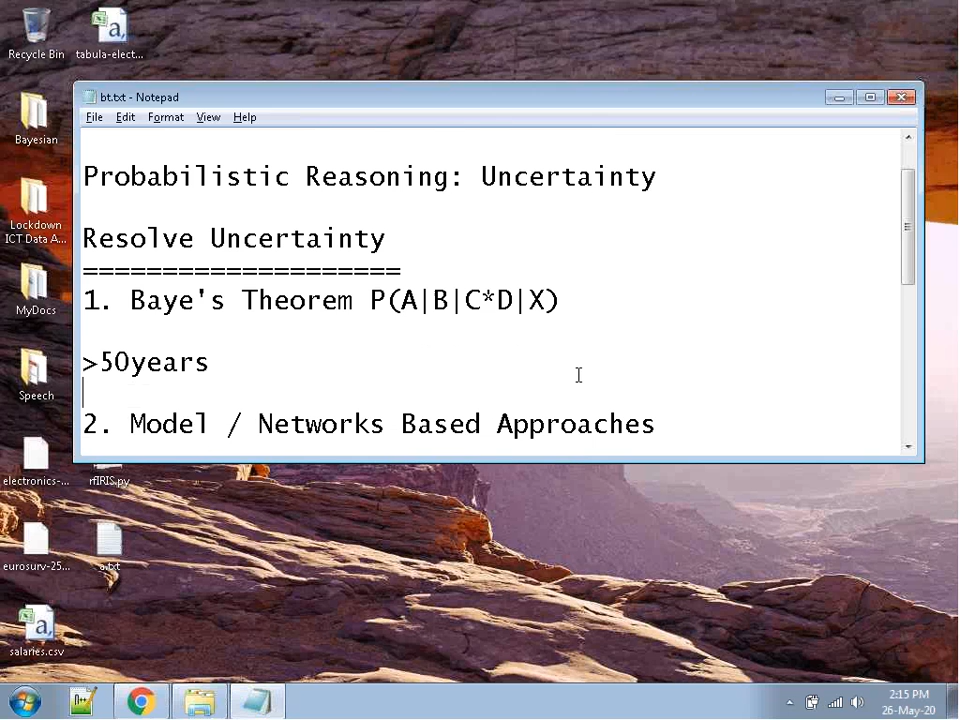 Recycle Bin
tabula-elect...
bt.txt - Notepad
File Edit Format View Help
Probabilistic Reasoning: Uncertainty
Resolve Uncertainty
====================
1. Baye's Theorem P(A|B|C*D|X)
>50years
2. Model / Networks Based Approaches
Bayesian
Lockdown
ICT Data A...
MyDocs
Speech
electronics-...
rfIRIS.py
eurosurv-25...
a.txt
salaries.csv
2:15 PM
26-May-20